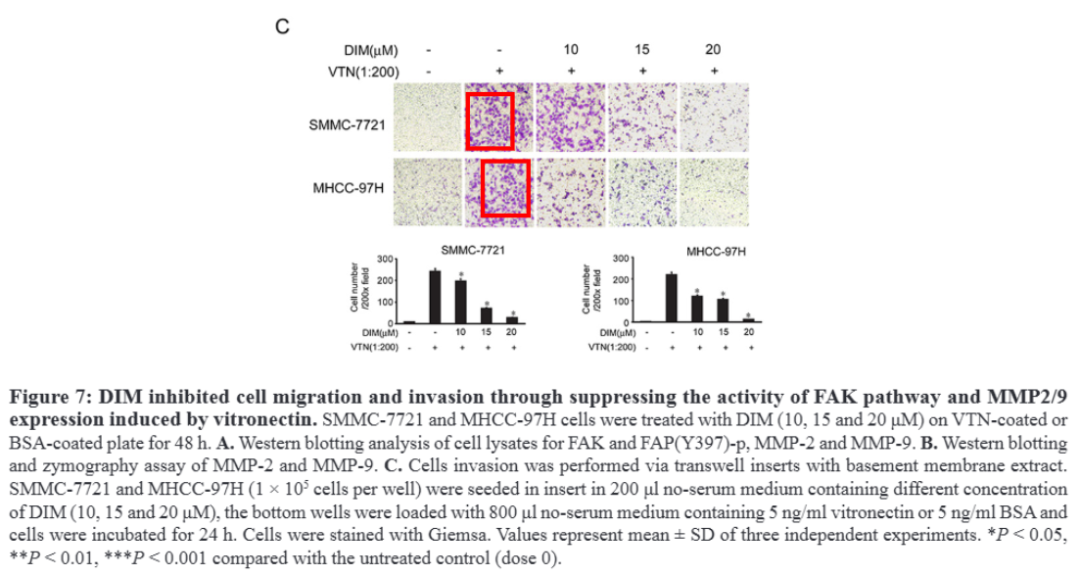 C
DIM(μM) - - 10 15 20
VTN(1:200) - + + + +
SMMC-7721
MHCC-97H
SMMC-7721
Cell number
/200x field
300
200
100
0
*
*
*
DIM(μM) - - 10 15 20
VTN(1:200) - + + + +
MHCC-97H
Cell number
/200x field
300
200
100
0
*
*
*
DIM(μM) - - 10 15 20
VTN(1:200) - + + + +
Figure 7: DIM inhibited cell migration and invasion through suppressing the activity of FAK pathway and MMP2/9
expression induced by vitronectin. SMMC-7721 and MHCC-97H cells were treated with DIM (10, 15 and 20 μM) on VTN-coated or
BSA-coated plate for 48 h. A. Western blotting analysis of cell lysates for FAK and FAP(Y397)-p, MMP-2 and MMP-9. B. Western blotting
and zymography assay of MMP-2 and MMP-9. C. Cells invasion was performed via transwell inserts with basement membrane extract.
SMMC-7721 and MHCC-97H (1 × 10⁵ cells per well) were seeded in insert in 200 μl no-serum medium containing different concentration
of DIM (10, 15 and 20 μM), the bottom wells were loaded with 800 μl no-serum medium containing 5 ng/ml vitronectin or 5 ng/ml BSA and
cells were incubated for 24 h. Cells were stained with Giemsa. Values represent mean ± SD of three independent experiments. *P < 0.05,
**P < 0.01, ***P < 0.001 compared with the untreated control (dose 0).